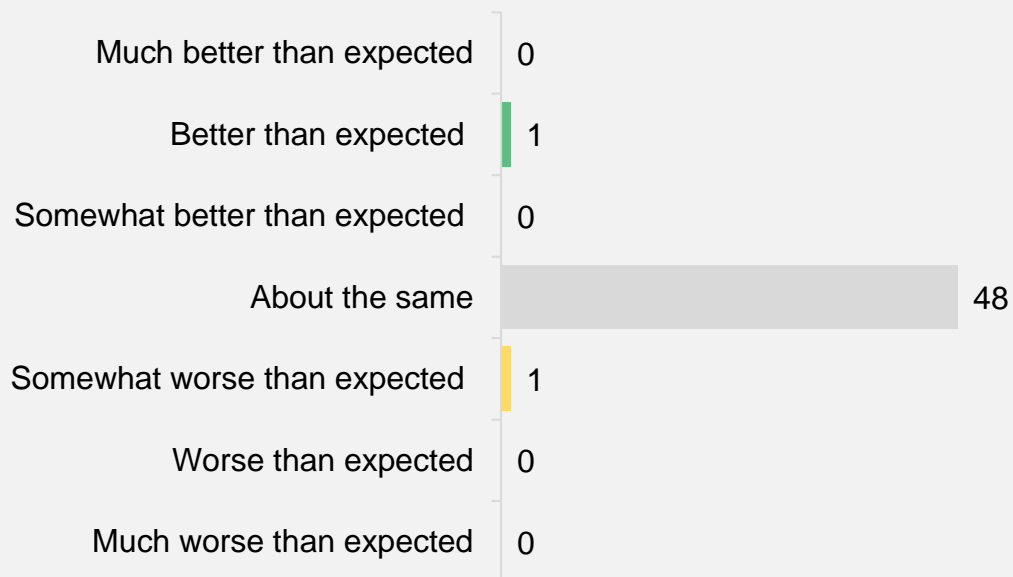 Much better than expected 0
Better than expected 1
Somewhat better than expected 0
About the same 48
Somewhat worse than expected 1
Worse than expected 0
Much worse than expected 0